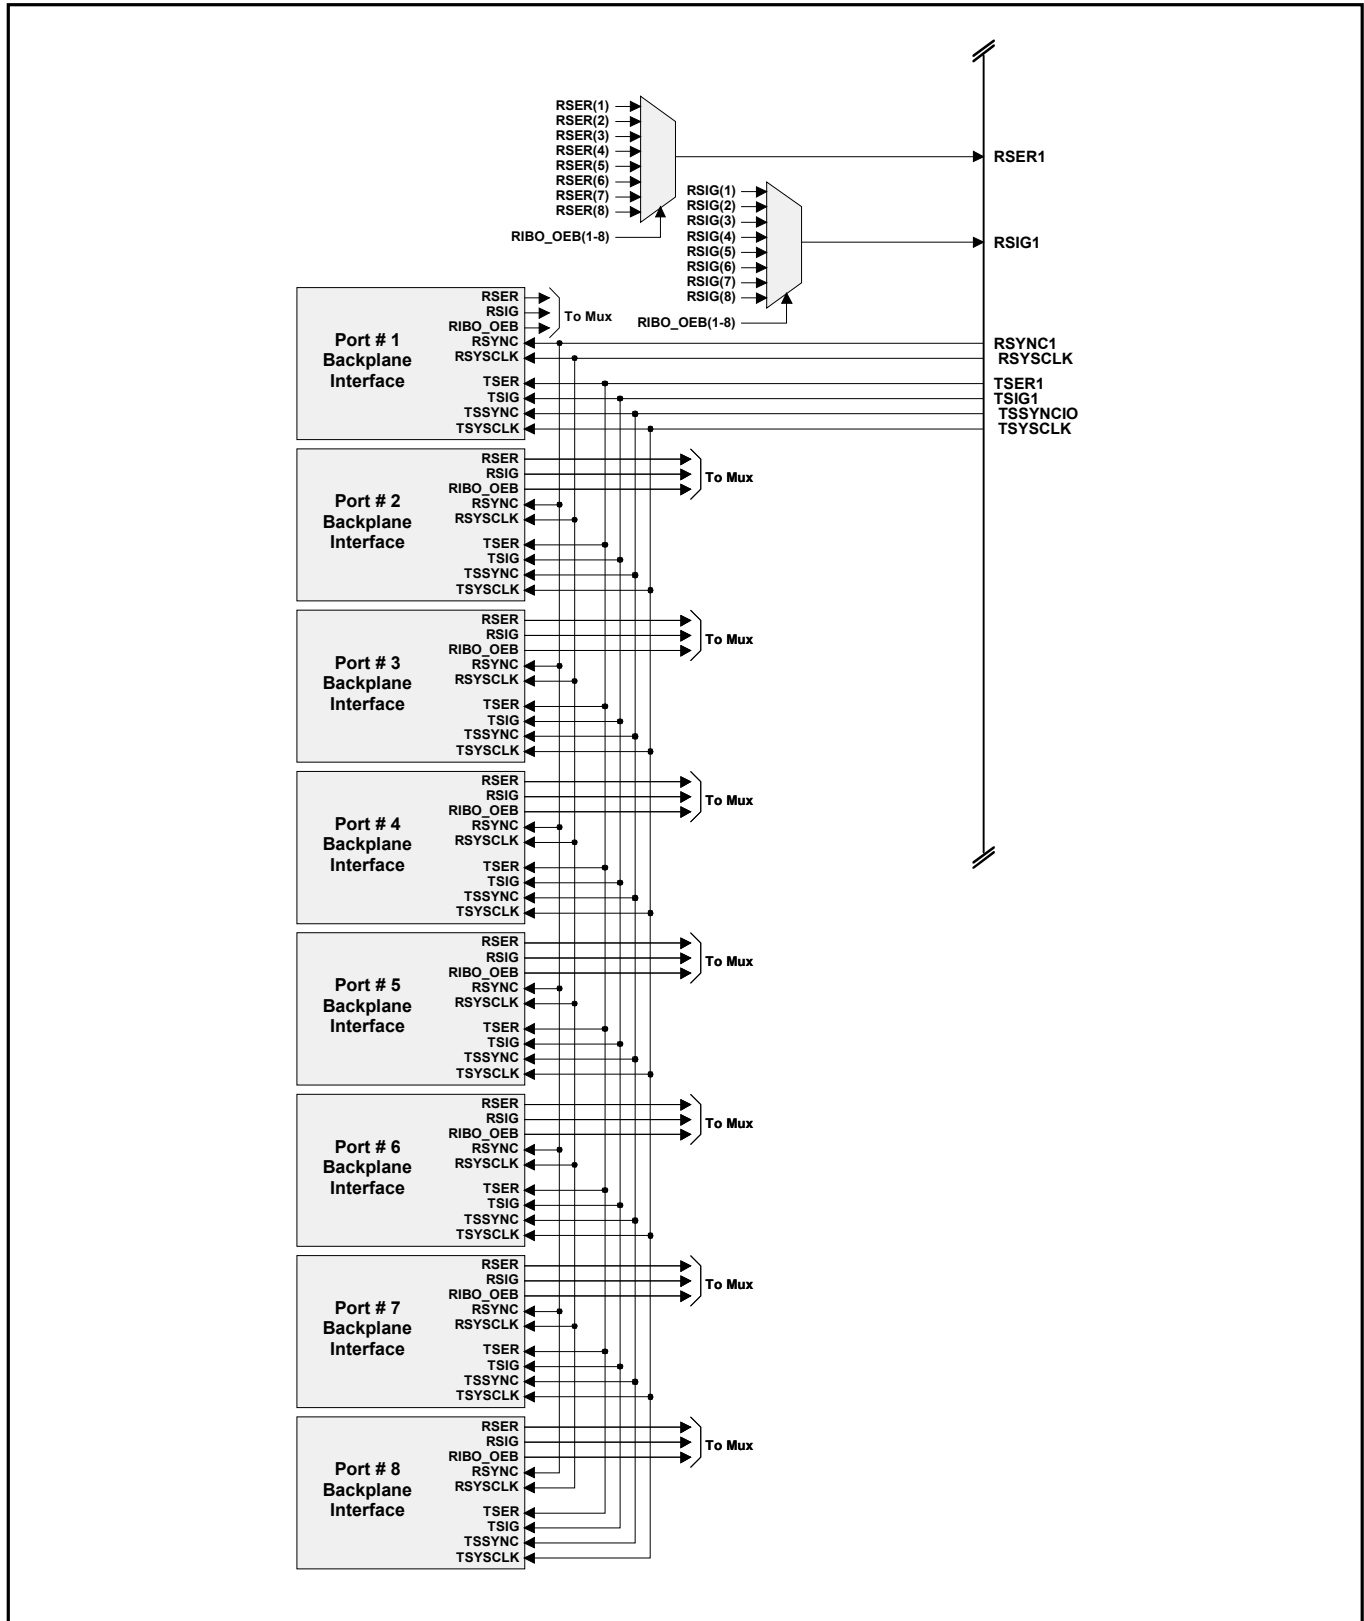 RSER(1)
RSER(2)
RSER(3)
RSER(4)
RSER(5)
RSER(6)
RSER(7)
RSER(8)
RIBO_OEB(1-8)
RSER1
RSIG(1)
RSIG(2)
RSIG(3)
RSIG(4)
RSIG(5)
RSIG(6)
RSIG(7)
RSIG(8)
RIBO_OEB(1-8)
RSIG1
Port # 1
Backplane
Interface
RSER
RSIG
RIBO_OEB
RSYNC
RSYSCLK
TSER
TSIG
TSSYNC
TSYSCLK
To Mux
RSYNC1
RSYSCLK
TSER1
TSIG1
TSSYNCIO
TSYSCLK
Port # 2
Backplane
Interface
RSER
RSIG
RIBO_OEB
RSYNC
RSYSCLK
TSER
TSIG
TSSYNC
TSYSCLK
To Mux
Port # 3
Backplane
Interface
RSER
RSIG
RIBO_OEB
RSYNC
RSYSCLK
TSER
TSIG
TSSYNC
TSYSCLK
To Mux
Port # 4
Backplane
Interface
RSER
RSIG
RIBO_OEB
RSYNC
RSYSCLK
TSER
TSIG
TSSYNC
TSYSCLK
To Mux
Port # 5
Backplane
Interface
RSER
RSIG
RIBO_OEB
RSYNC
RSYSCLK
TSER
TSIG
TSSYNC
TSYSCLK
To Mux
Port # 6
Backplane
Interface
RSER
RSIG
RIBO_OEB
RSYNC
RSYSCLK
TSER
TSIG
TSSYNC
TSYSCLK
To Mux
Port # 7
Backplane
Interface
RSER
RSIG
RIBO_OEB
RSYNC
RSYSCLK
TSER
TSIG
TSSYNC
TSYSCLK
To Mux
Port # 8
Backplane
Interface
RSER
RSIG
RIBO_OEB
RSYNC
RSYSCLK
TSER
TSIG
TSSYNC
TSYSCLK
To Mux